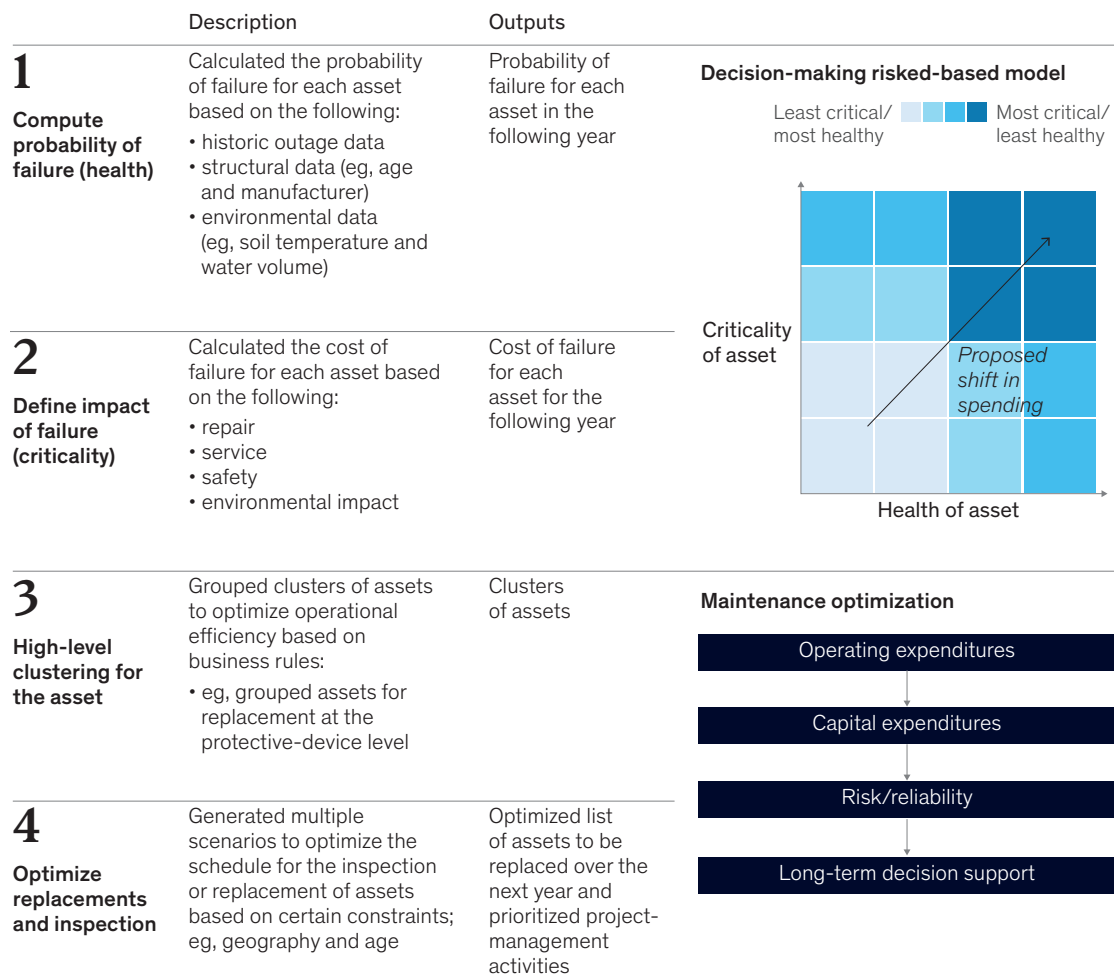 Description
Outputs
1
Compute
probability of
failure (health)
Calculated the probability
of failure for each asset
based on the following:
• historic outage data
• structural data (eg, age
and manufacturer)
• environmental data
(eg, soil temperature and
water volume)
Probability of
failure for each
asset in the
following year
2
Define impact
of failure
(criticality)
Calculated the cost of
failure for each asset based
on the following:
• repair
• service
• safety
• environmental impact
Cost of failure
for each
asset for the
following year
Decision-making risked-based model
Least critical/
most healthy
Most critical/
least healthy
Criticality
of asset
Proposed
shift in
spending
Health of asset
3
High-level
clustering for
the asset
Grouped clusters of assets
to optimize operational
efficiency based on
business rules:
• eg, grouped assets for
replacement at the
protective-device level
Clusters
of assets
4
Optimize
replacements
and inspection
Generated multiple
scenarios to optimize the
schedule for the inspection
or replacement of assets
based on certain constraints;
eg, geography and age
Optimized list
of assets to be
replaced over the
next year and
prioritized project-
management
activities
Maintenance optimization
Operating expenditures
Capital expenditures
Risk/reliability
Long-term decision support